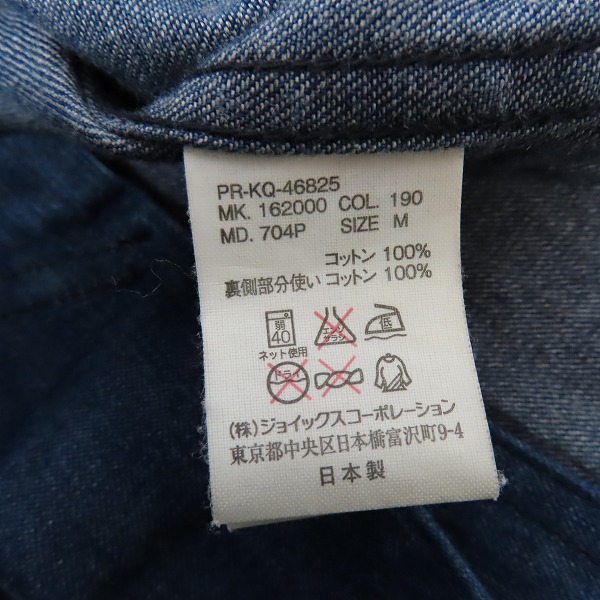 PR-KQ-46825
MK. 162000 COL. 190
MD. 704P SIZE M
コットン 100%
裏側部分使い コットン 100%
弱 40 エンソ サラシ 低
ネット使用
ドライ
(株)ジョイックスコーポレーション
東京都中央区日本橋富沢町9-4
日本製